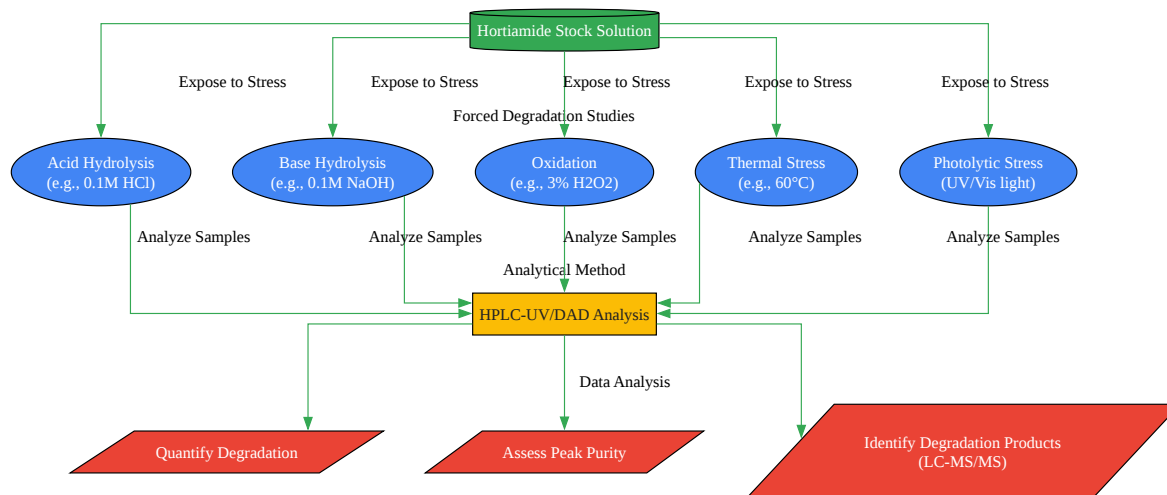 Hortiamide Stock Solution
Expose to Stress
Expose to Stress
Expose to Stress
Expose to Stress
Expose to Stress
Forced Degradation Studies
Acid Hydrolysis
(e.g., 0.1M HCl)
Base Hydrolysis
(e.g., 0.1M NaOH)
Oxidation
(e.g., 3% H2O2)
Thermal Stress
(e.g., 60°C)
Photolytic Stress
(UV/Vis light)
Analyze Samples
Analyze Samples
Analyze Samples
Analyze Samples
Analyze Samples
Analytical Method
HPLC-UV/DAD Analysis
Data Analysis
Quantify Degradation
Assess Peak Purity
Identify Degradation Products
(LC-MS/MS)